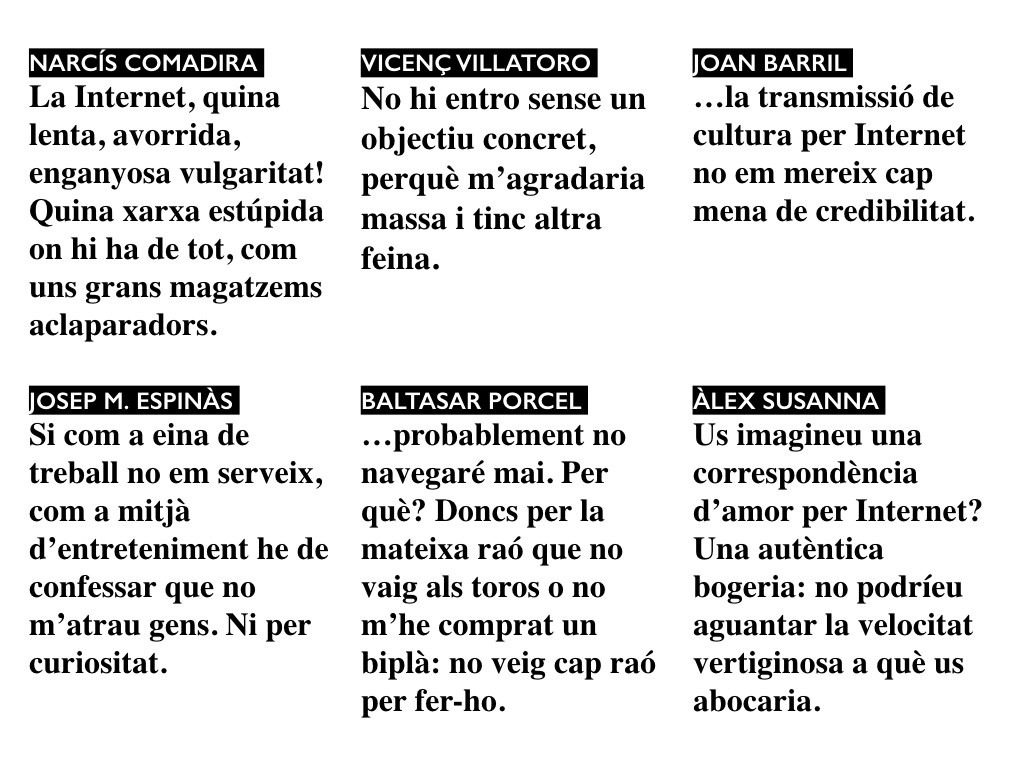 NARCÍS COMADIRA
La Internet, quina
lenta, avorrida,
enganyosa vulgaritat!
Quina xarxa estúpida
on hi ha de tot, com
uns grans magatzems
aclaparadors.
VICENÇ VILLATORO
No hi entro sense un
objectiu concret,
perquè m’agradaria
massa i tinc altra
feina.
JOAN BARRIL
…la transmissió de
cultura per Internet
no em mereix cap
mena de credibilitat.
JOSEP M. ESPINÀS
Si com a eina de
treball no em serveix,
com a mitjà
d’entreteniment he de
confessar que no
m’atrau gens. Ni per
curiositat.
BALTASAR PORCEL
…probablement no
navegaré mai. Per
què? Doncs per la
mateixa raó que no
vaig als toros o no
m’he comprat un
biplà: no veig cap raó
per fer-ho.
ÀLEX SUSANNA
Us imagineu una
correspondència
d’amor per Internet?
Una autèntica
bogeria: no podríeu
aguantar la velocitat
vertiginosa a què us
abocaria.